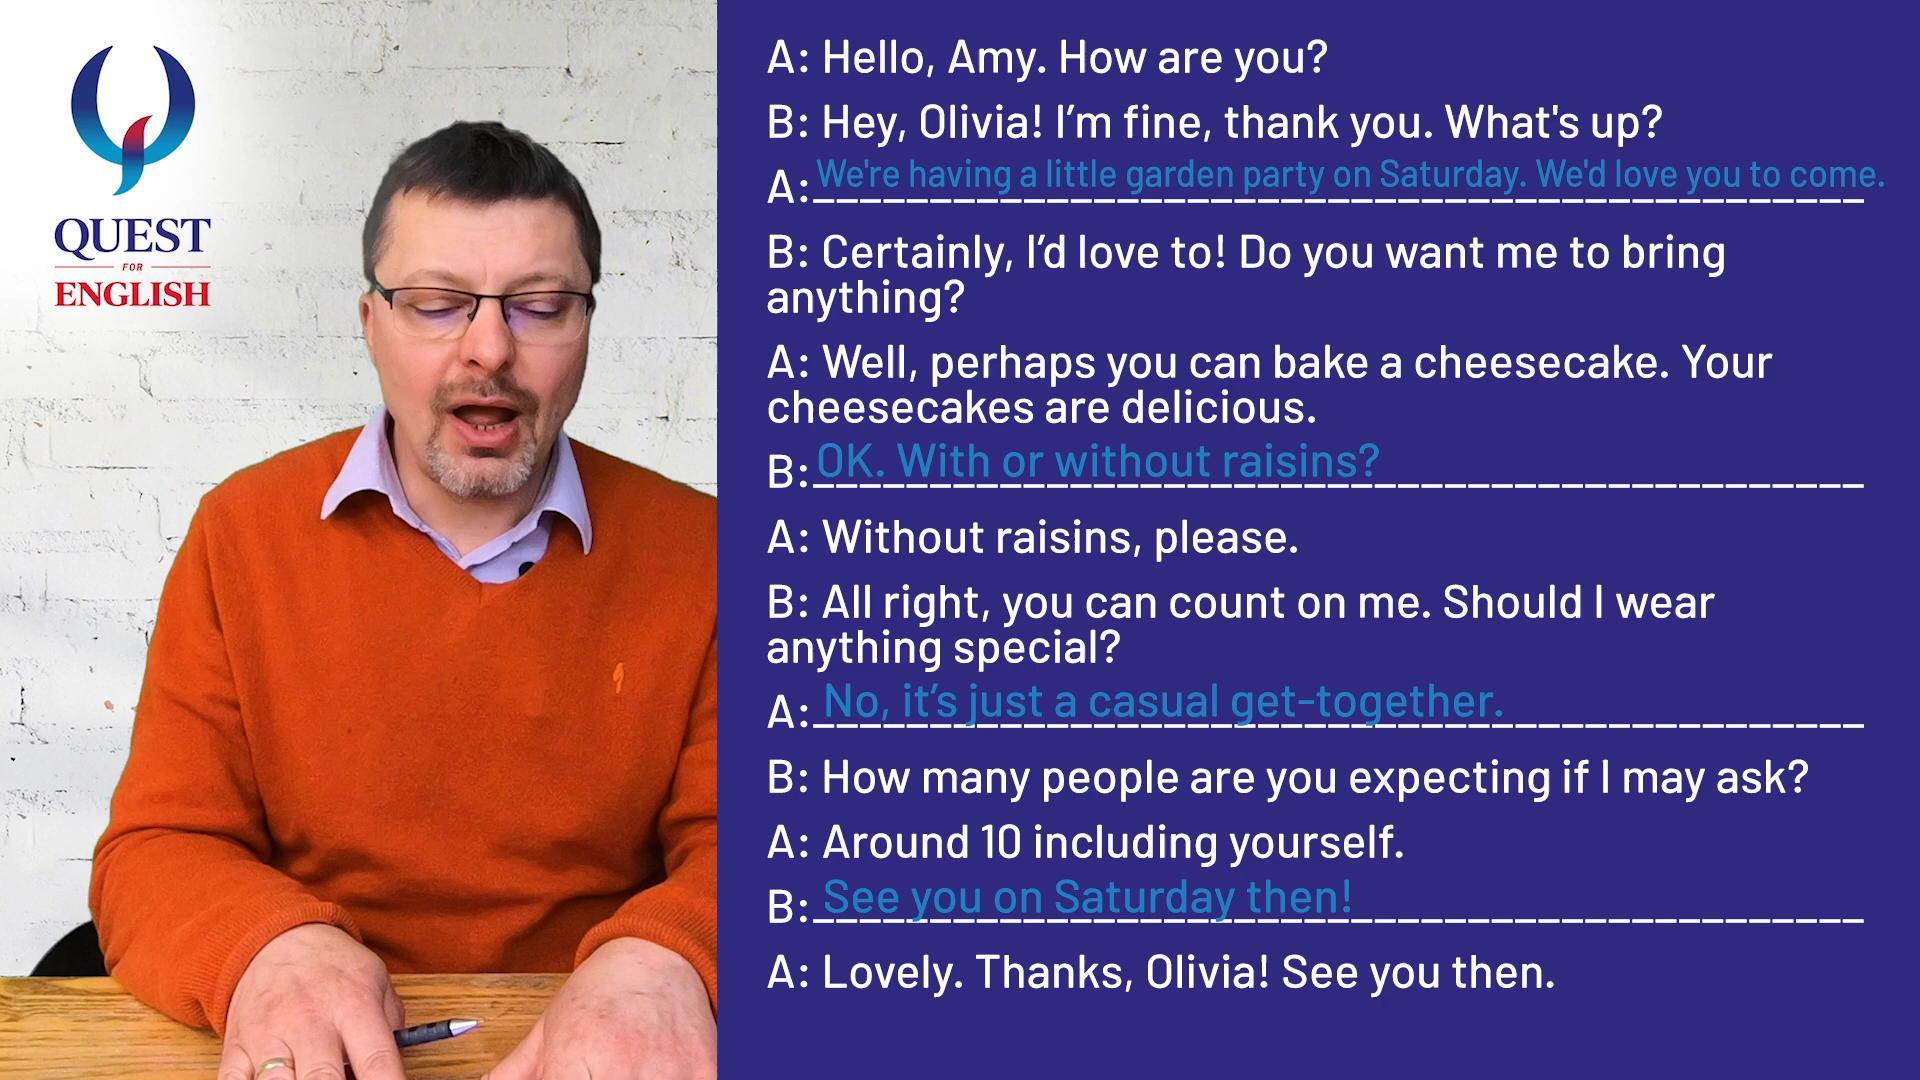 QUEST
FOR
ENGLISH
A: Hello, Amy. How are you?
B: Hey, Olivia! I’m fine, thank you. What's up?
A: We're having a little garden party on Saturday. We'd love you to come.
B: Certainly, I’d love to! Do you want me to bring
anything?
A: Well, perhaps you can bake a cheesecake. Your
cheesecakes are delicious.
B: OK. With or without raisins?
A: Without raisins, please.
B: All right, you can count on me. Should I wear
anything special?
A: No, it’s just a casual get-together.
B: How many people are you expecting if I may ask?
A: Around 10 including yourself.
B: See you on Saturday then!
A: Lovely. Thanks, Olivia! See you then.